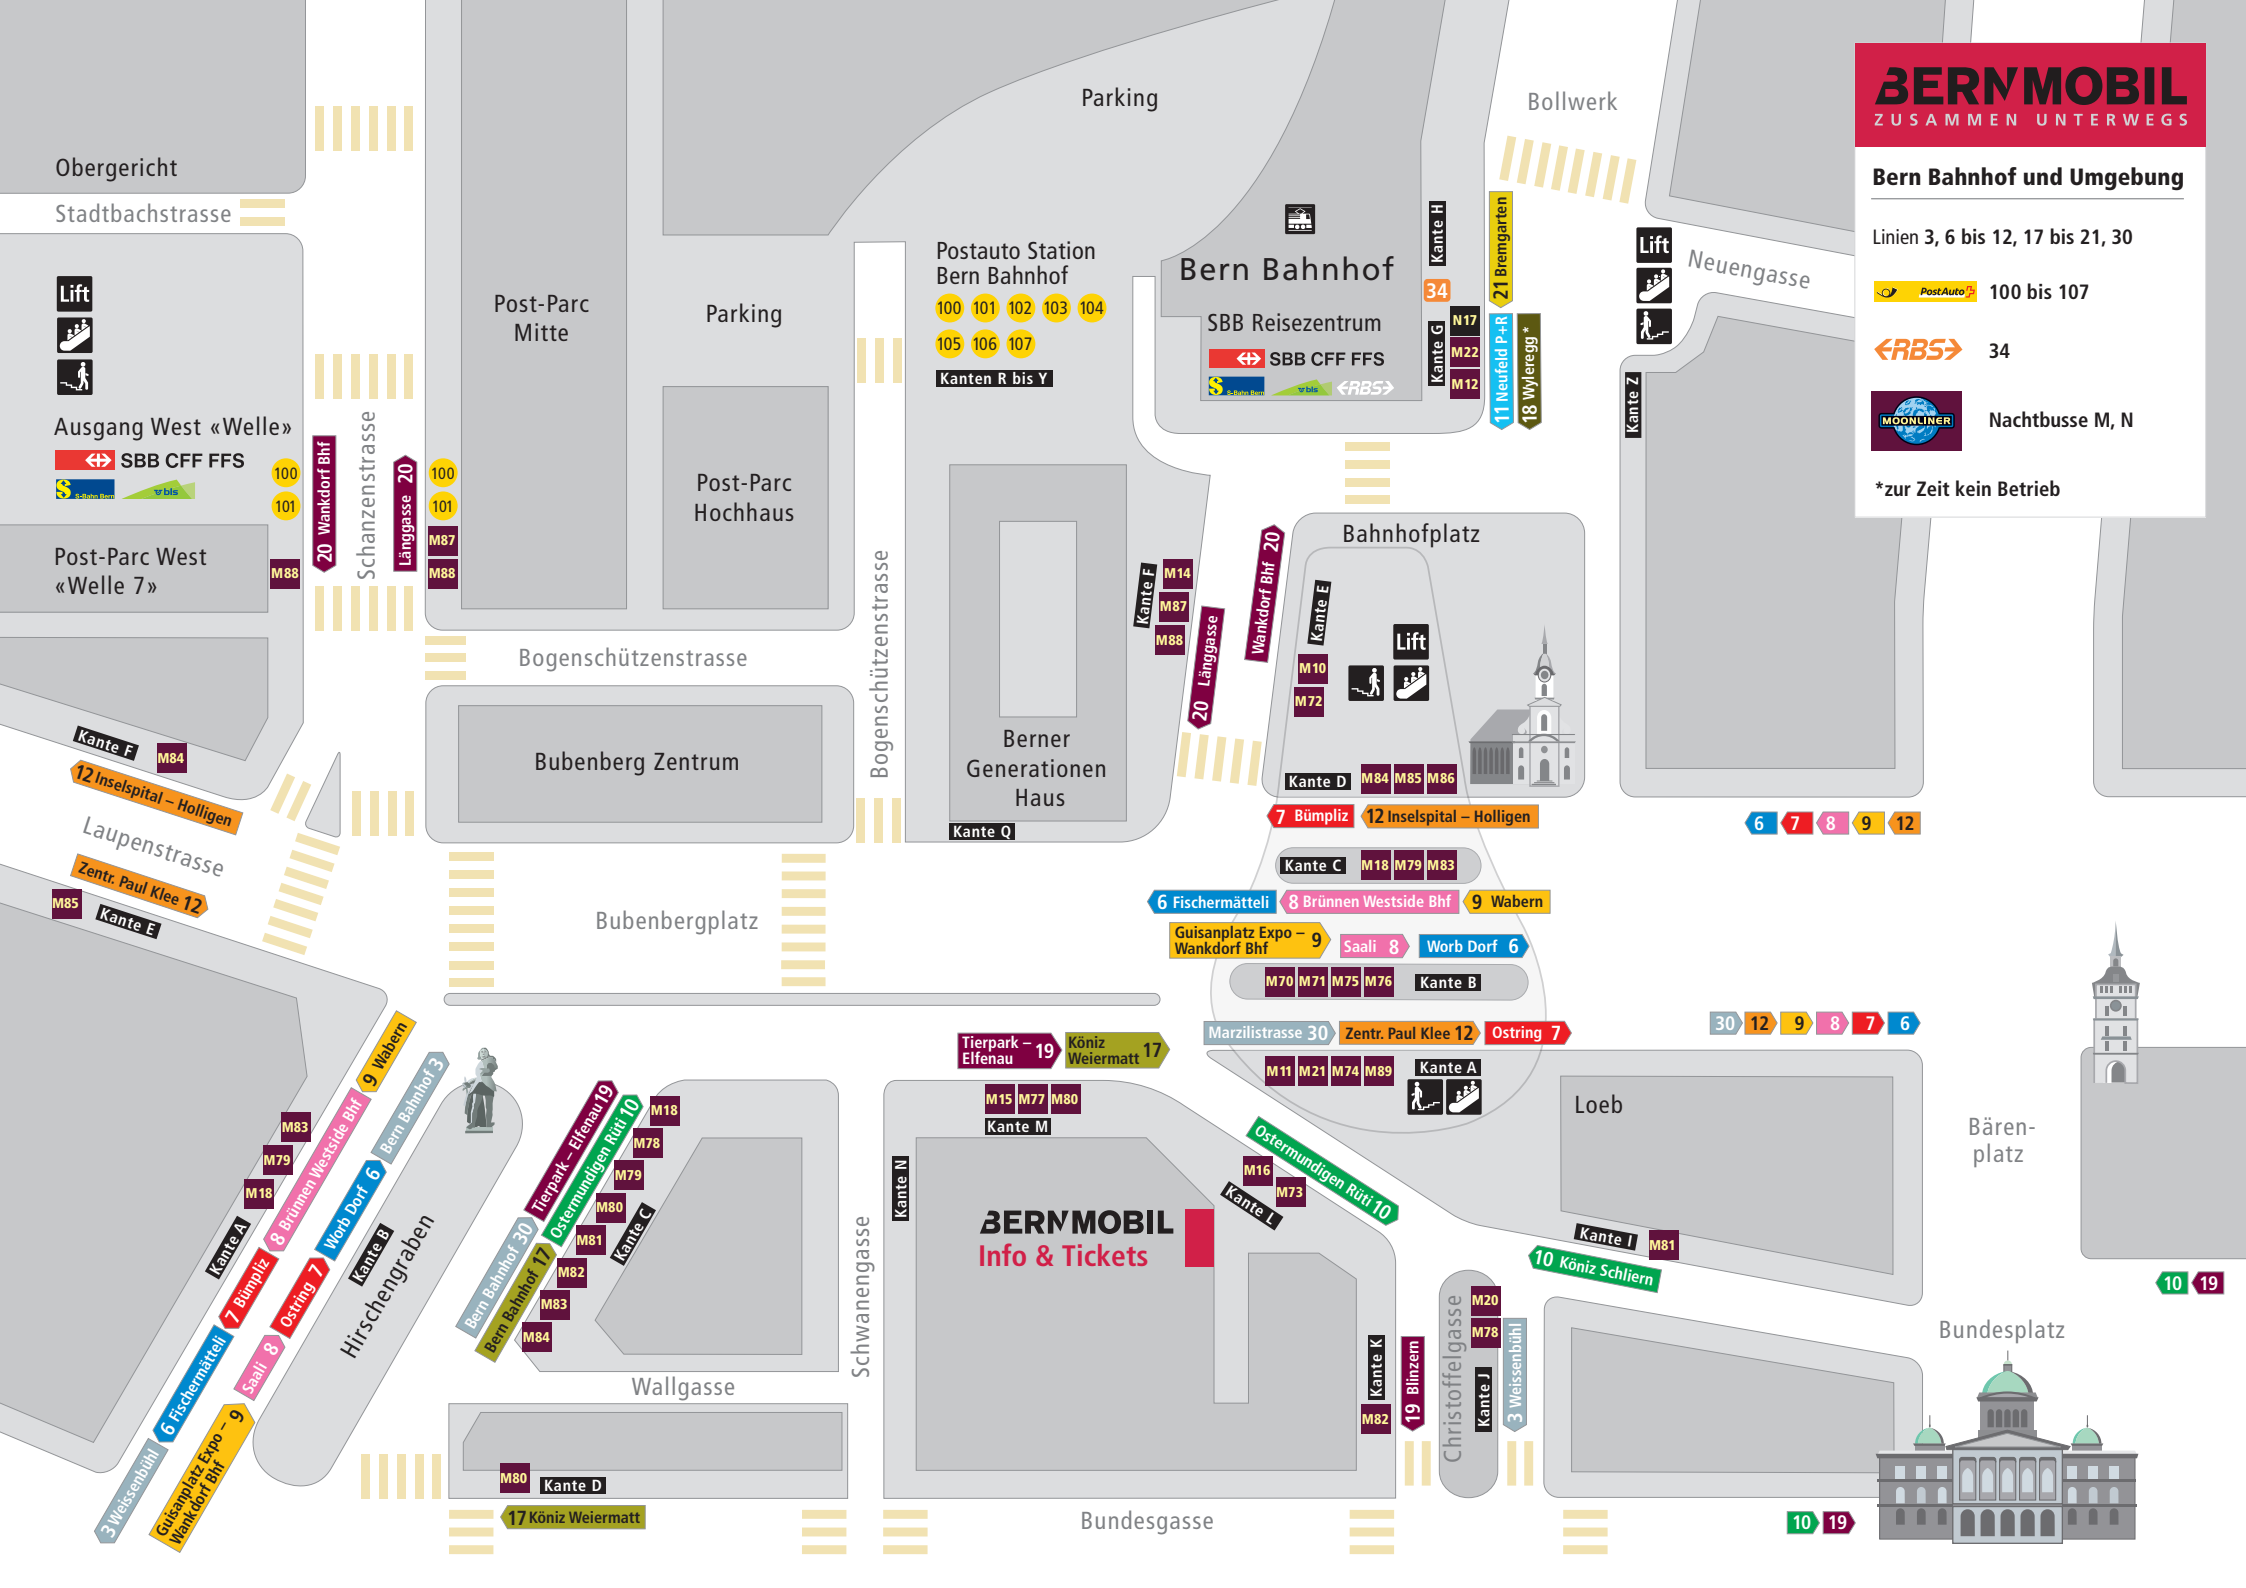 BERNMOBIL
ZUSAMMEN UNTERWEGS
Bern Bahnhof und Umgebung
Linien 3, 6 bis 12, 17 bis 21, 30
PostAuto 100 bis 107
RBS 34
MOONLINER Nachtbusse M, N
*zur Zeit kein Betrieb
Obergericht
Stadtbachstrasse
Lift
Ausgang West «Welle»
SBB CFF FFS
S-Bahn Bern
bls
100
101
Post-Parc West
«Welle 7»
M88
20 Wankdorf Bhf
Schanzenstrasse
Länggasse 20
100
101
M87
M88
Post-Parc
Mitte
Parking
Parking
Post-Parc
Hochhaus
Bogenschützenstrasse
Bogenschützenstrasse
Bubenberg Zentrum
Postauto Station
Bern Bahnhof
100 101 102 103 104
105 106 107
Kanten R bis Y
Berner
Generationen
Haus
Kante Q
Bern Bahnhof
SBB Reisezentrum
SBB CFF FFS
S-Bahn Bern
bls
RBS
Kante H
34
Kante G
N17
M22
M12
21 Bremgarten
11 Neufeld P+R
18 Wyleregg *
Bollwerk
Lift
Neuengasse
Kante Z
Kante F
M14
M87
M88
20 Länggasse
Wankdorf Bhf 20
Bahnhofplatz
Kante E
M10
M72
Lift
Kante D M84 M85 M86
7 Bümpliz
12 Inselspital – Holligen
Kante C M18 M79 M83
6 Fischermätteli
8 Brünnen Westside Bhf
9 Wabern
Guisanplatz Expo –
Wankdorf Bhf 9
Saali 8
Worb Dorf 6
M70 M71 M75 M76 Kante B
Marzilistrasse 30
Zentr. Paul Klee 12
Ostring 7
M11 M21 M74 M89 Kante A
6 7 8 9 12
30 12 9 8 7 6
Kante F
M84
12 Inselspital – Holligen
Laupenstrasse
Zentr. Paul Klee 12
M85
Kante E
Bubenbergplatz
9 Wabern
8 Brünnen Westside Bhf
7 Bümpliz
6 Fischermätteli
3 Weissenbühl
M83
M79
M18
Kante A
Bern Bahnhof 3
Worb Dorf 6
Ostring 7
Saali 8
Guisanplatz Expo –
Wankdorf Bhf 9
Kante B
Hirschengraben
Tierpark – Elfenau 19
Ostermundigen Rüti 10
Bern Bahnhof 30
Bern Bahnhof 17
M18
M78
M79
M80
M81
M82
M83
M84
Kante C
Wallgasse
M80 Kante D
17 Köniz Weiermatt
Schwanengasse
Tierpark –
Elfenau 19
Köniz
Weiermatt 17
M15 M77 M80
Kante M
Kante N
BERNMOBIL
Info & Tickets
M16
M73
Kante L
Ostermundigen Rüti 10
Kante K
M82
19 Blinzern
Christoffelgasse
M20
M78
Kante J
3 Weissenbühl
Loeb
Kante I
M81
10 Köniz Schliern
Bären-
platz
10 19
Bundesplatz
10 19
Bundesgasse